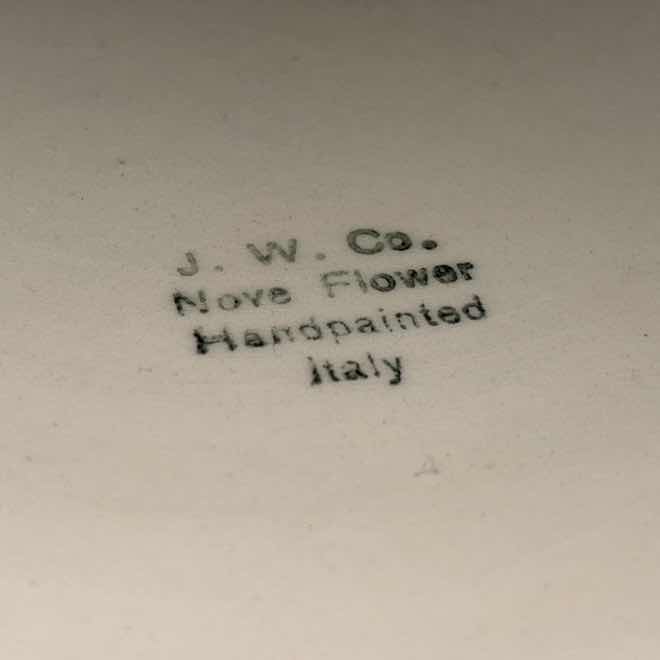 J. W. Co.
Nove Flower
Handpainted
Italy